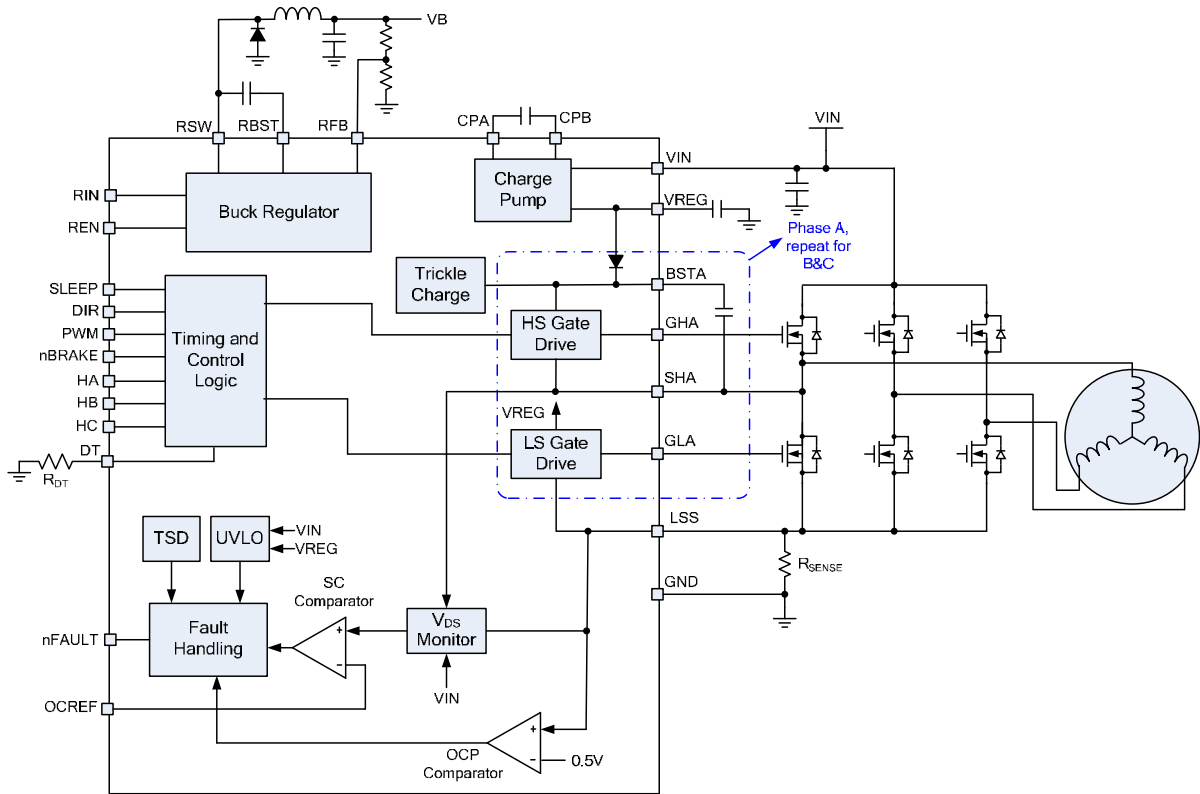 VB
RSW
RBST
RFB
CPA
CPB
VIN
RIN
REN
Buck Regulator
Charge
Pump
VIN
VREG
Phase A,
repeat for
B&C
SLEEP
DIR
PWM
nBRAKE
HA
HB
HC
DT
RDT
Timing and
Control
Logic
Trickle
Charge
BSTA
HS Gate
Drive
GHA
SHA
VREG
LS Gate
Drive
GLA
LSS
RSENSE
GND
TSD
UVLO
VIN
VREG
SC
Comparator
nFAULT
Fault
Handling
+
−
VDS
Monitor
VIN
OCREF
+
−
0.5V
OCP
Comparator